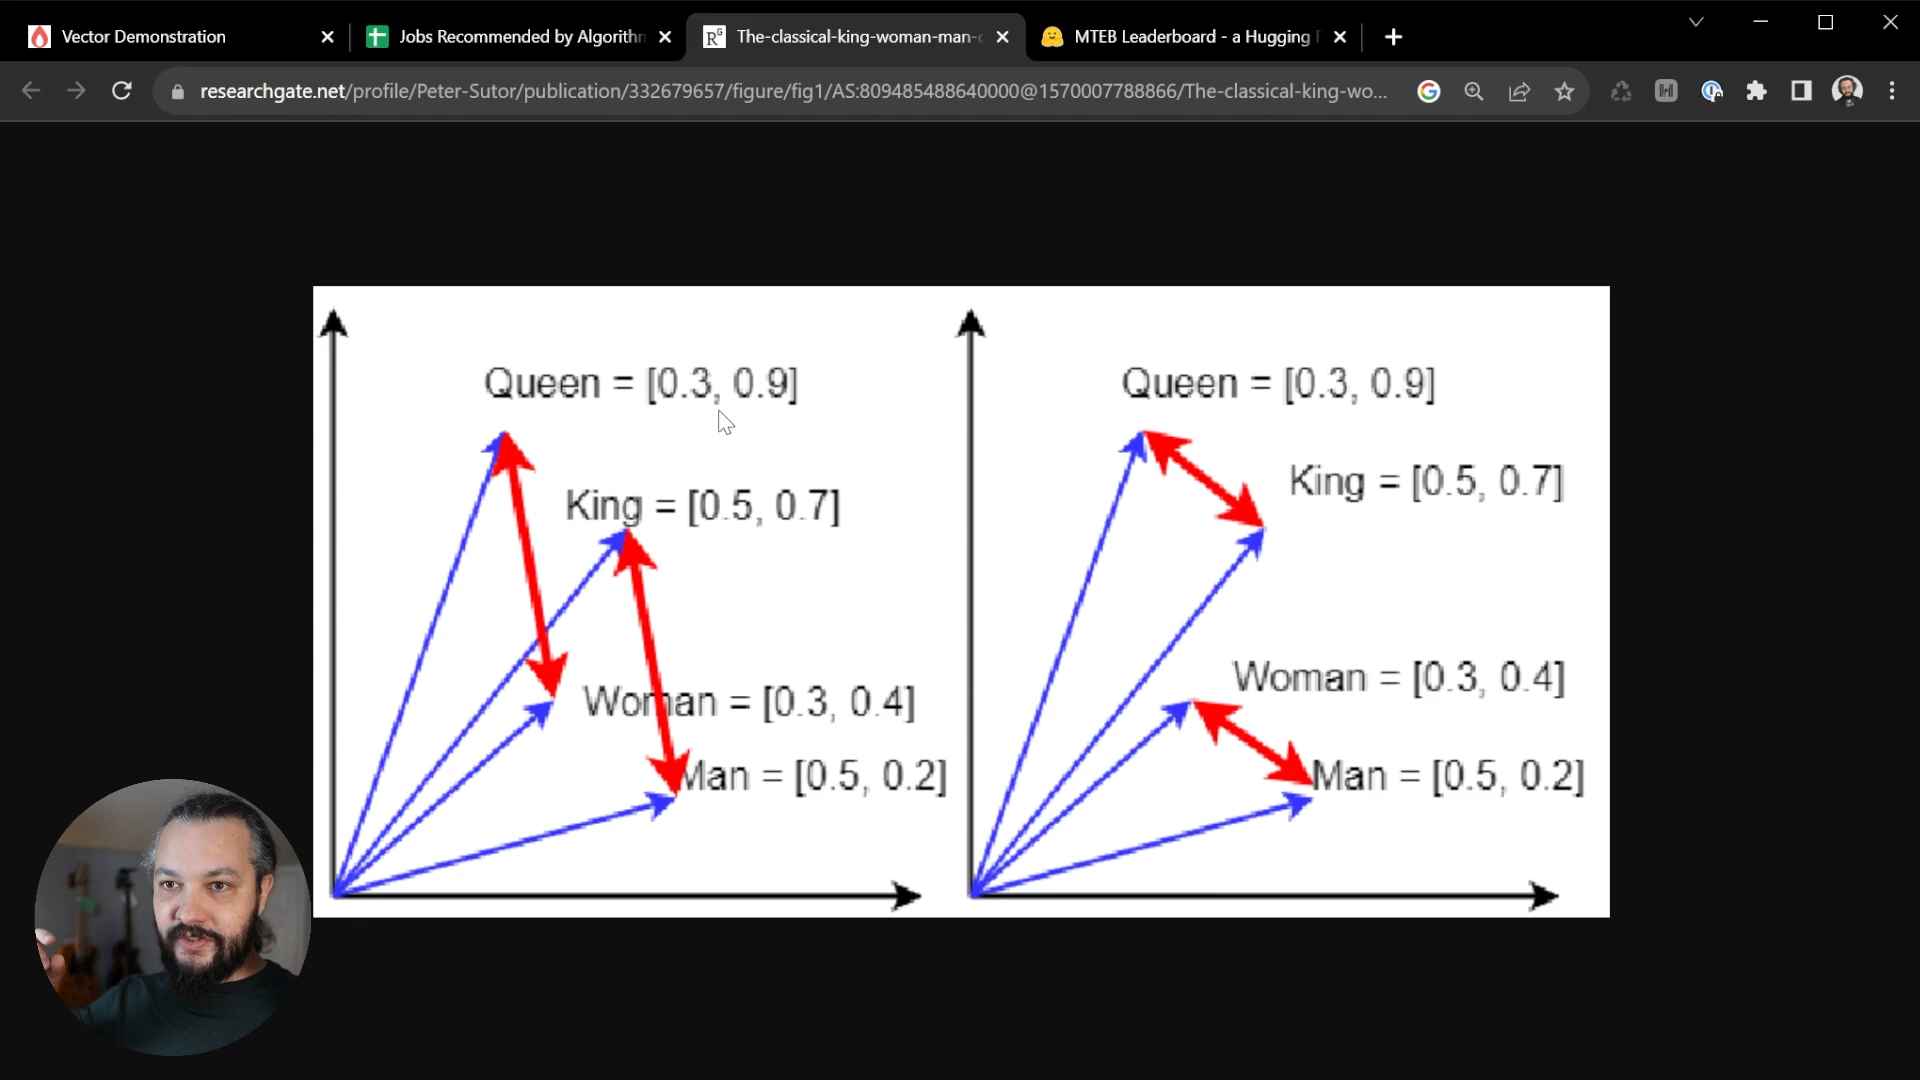 Vector Demonstration
Jobs Recommended by Algorithm
The-classical-king-woman-man-
MTEB Leaderboard - a Hugging F
researchgate.net/profile/Peter-Sutor/publication/332679657/figure/fig1/AS:809485488640000@1570007788866/The-classical-king-wo...
Queen = [0.3, 0.9]
King = [0.5, 0.7]
Woman = [0.3, 0.4]
Man = [0.5, 0.2]
Queen = [0.3, 0.9]
King = [0.5, 0.7]
Woman = [0.3, 0.4]
Man = [0.5, 0.2]